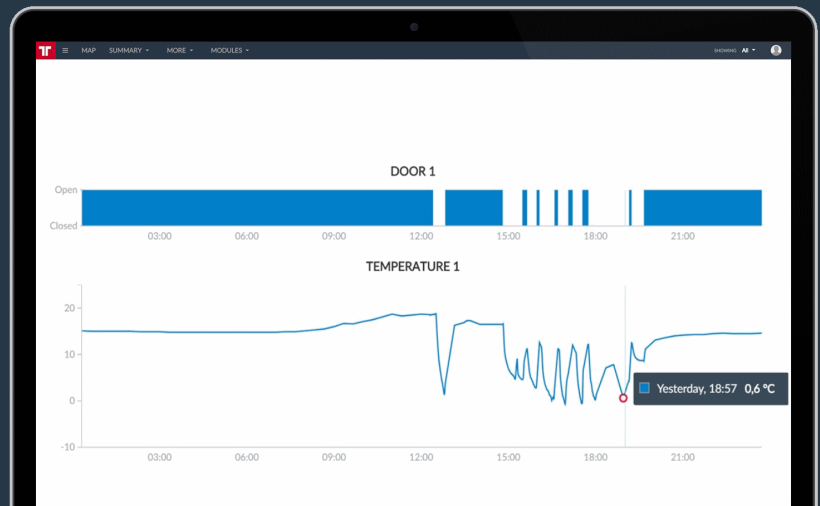 MAP SUMMARY MORE MODULES SHOWING All
DOOR 1
Open
Closed
03:00 06:00 09:00 12:00 15:00 18:00 21:00
TEMPERATURE 1
20
10
Yesterday, 18:57 0,6 °C
0
-10
03:00 06:00 09:00 12:00 15:00 18:00 21:00